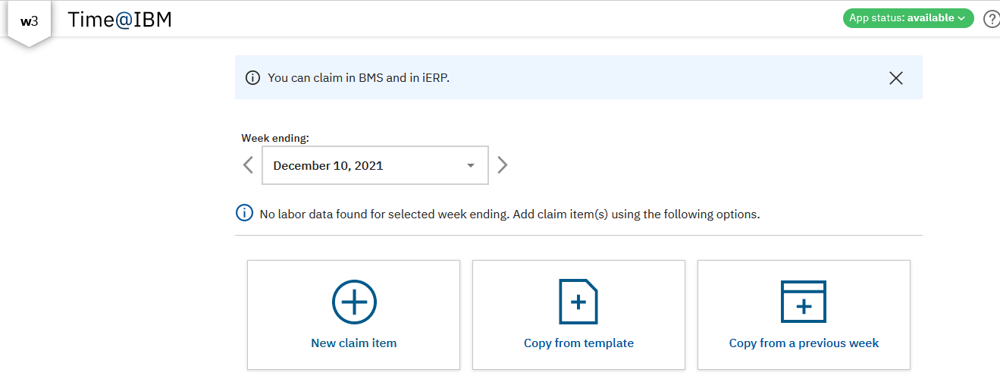 w3
Time@IBM
App status: available
?
You can claim in BMS and in iERP.
Week ending:
December 10, 2021
No labor data found for selected week ending. Add claim item(s) using the following options.
New claim item
Copy from template
Copy from a previous week